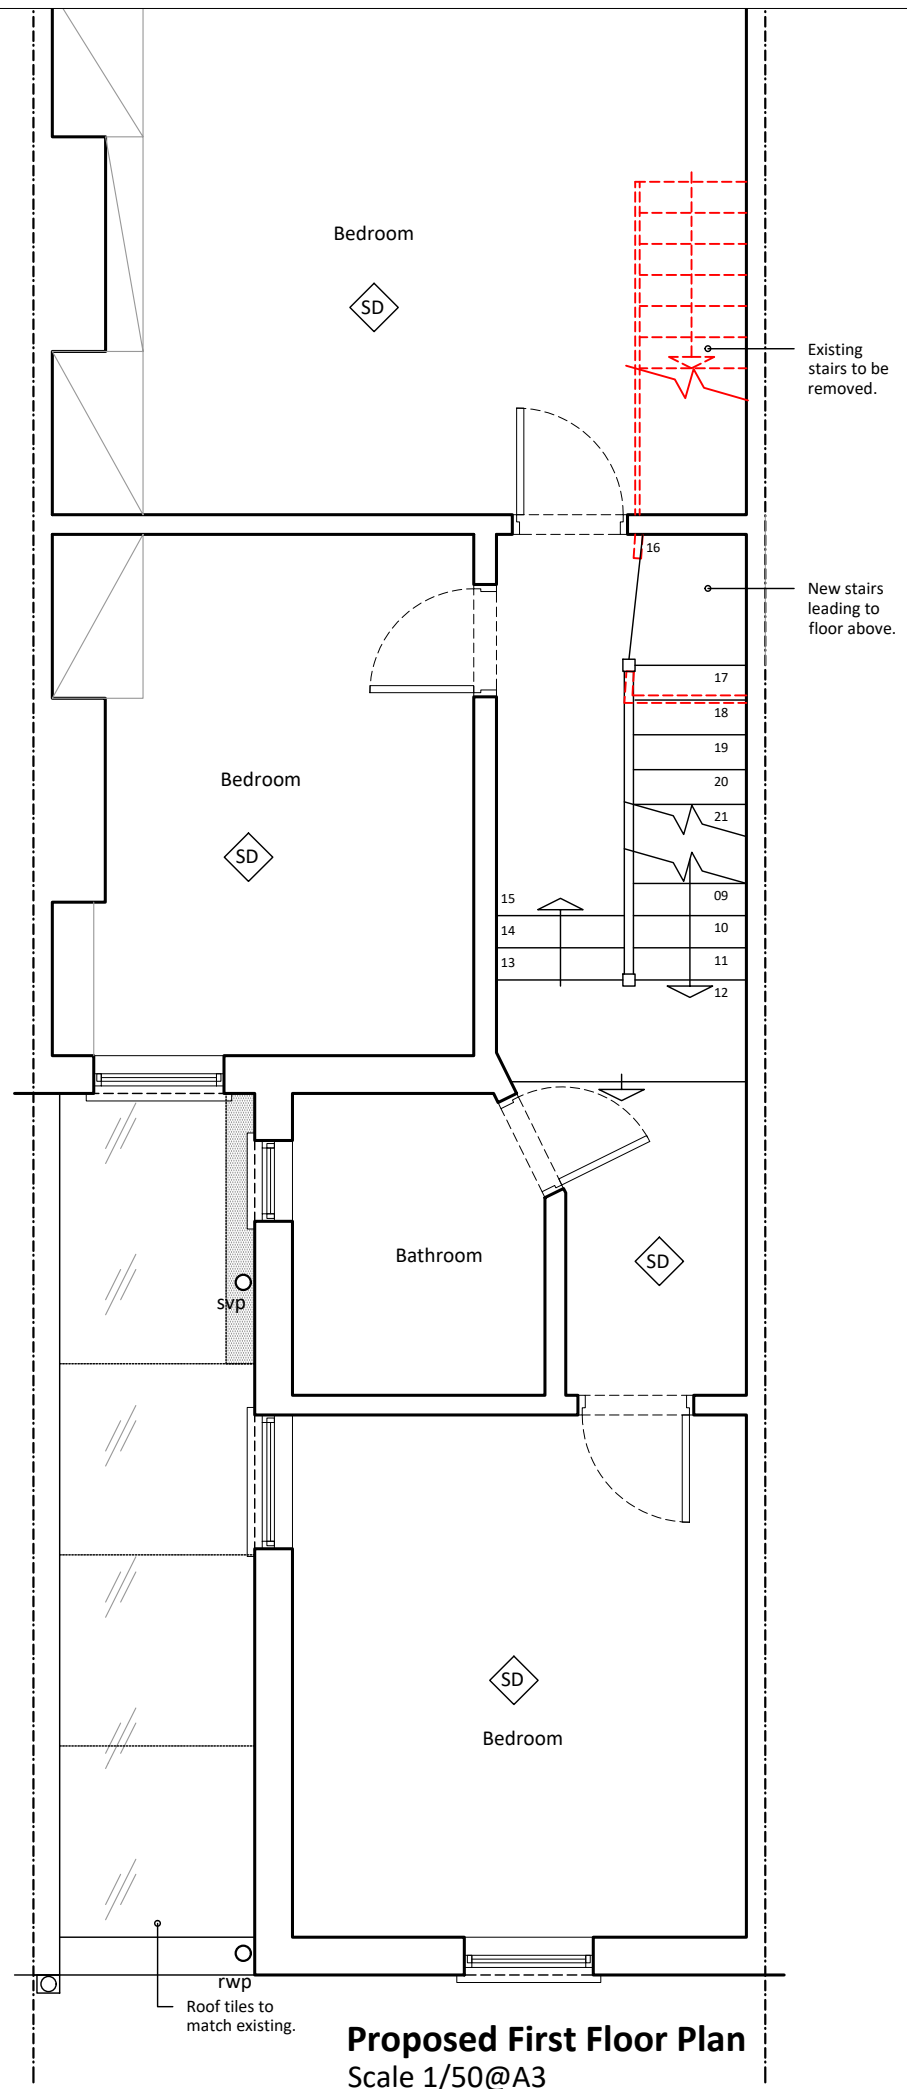 Bedroom
SD
Existing
stairs to be
removed.
16
New stairs
leading to
floor above.
17
18
19
20
21
Bedroom
SD
15
14
13
09
10
11
12
Bathroom
SD
svp
SD
Bedroom
rwp
Roof tiles to
match existing.
Proposed First Floor Plan
Scale 1/50@A3